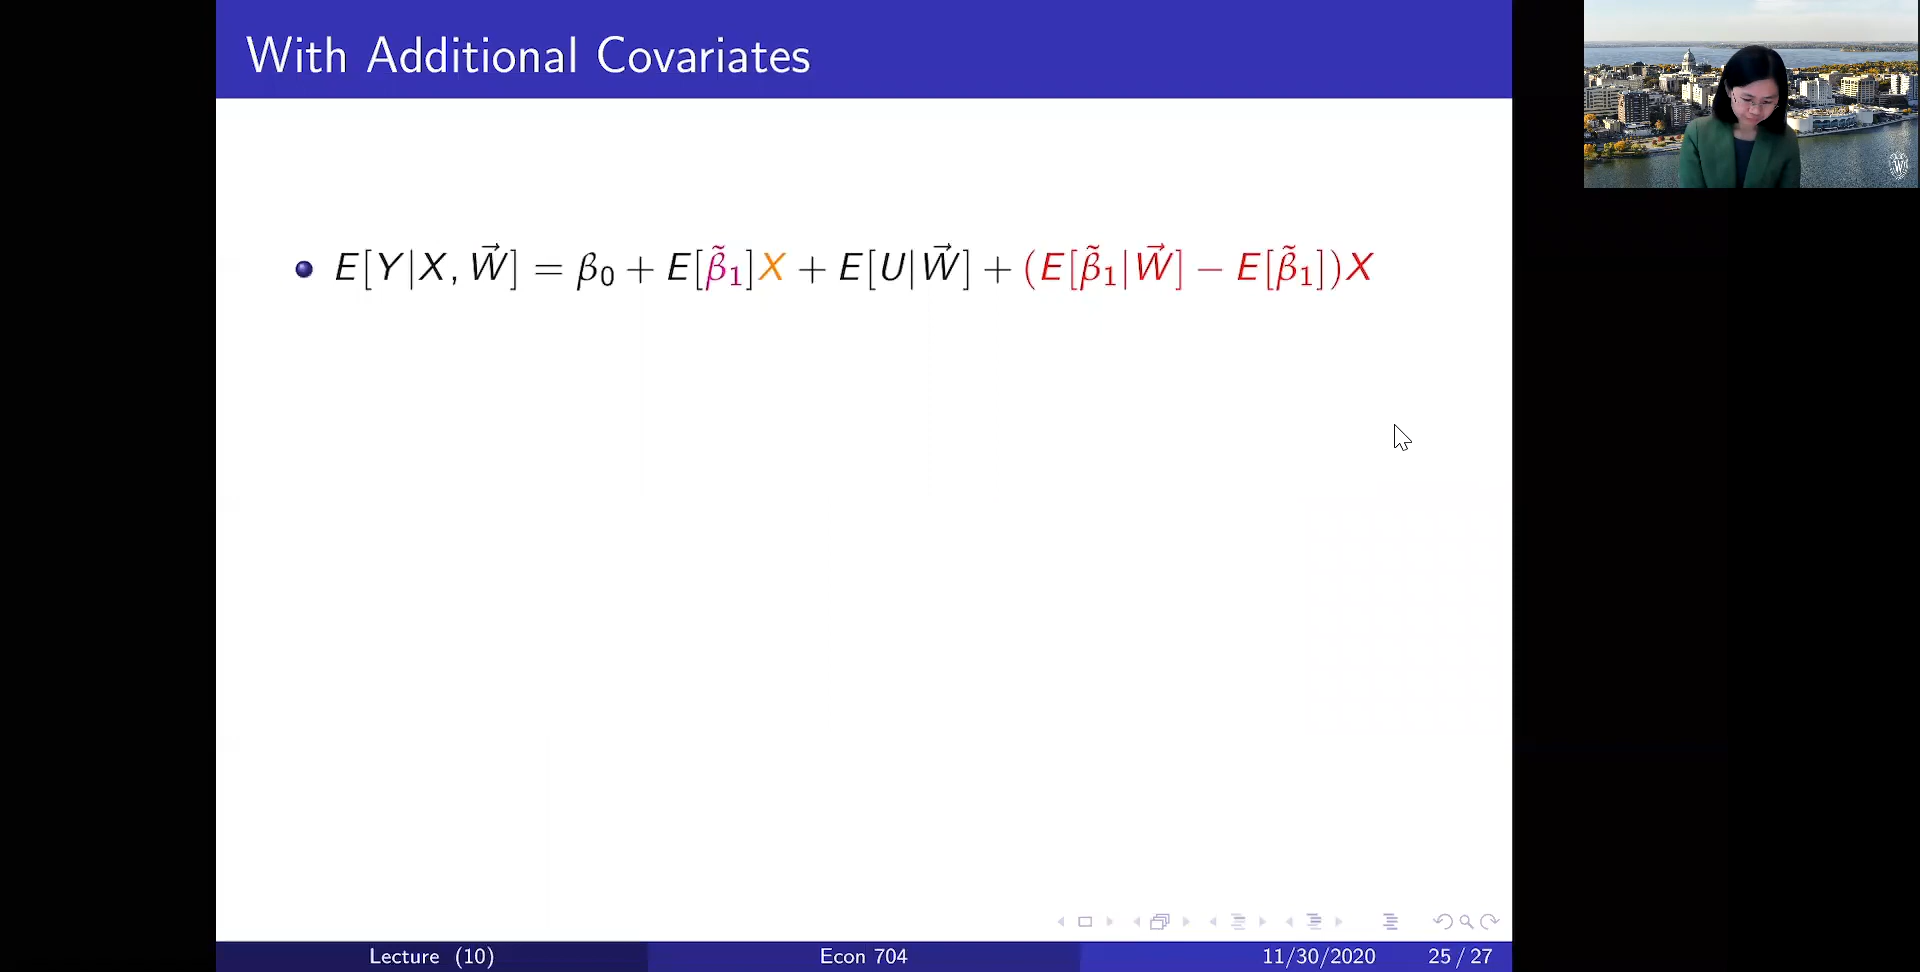 With Additional Covariates
• E[Y|X, W⃗] = β₀ + E[β̃₁]X + E[U|W⃗] + (E[β̃₁|W⃗] − E[β̃₁])X
Lecture (10) Econ 704 11/30/2020 25 / 27